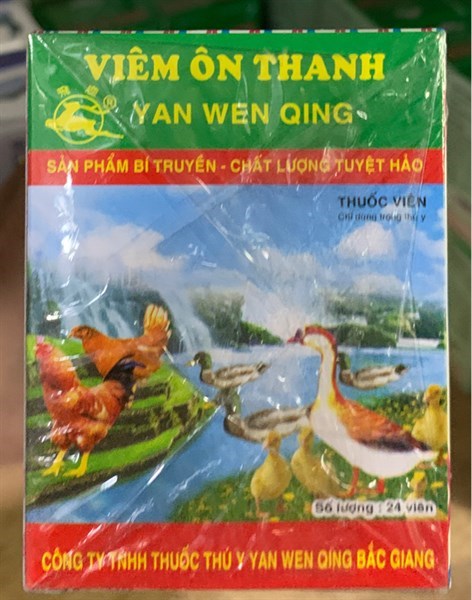 VIÊM ÔN THANH
®
YAN WEN QING
SẢN PHẨM BÍ TRUYỀN - CHẤT LƯỢNG TUYỆT HẢO
THUỐC VIÊN
Chỉ dùng trong thú y
Số lượng : 24 viên
CÔNG TY TNHH THUỐC THÚ Y YAN WEN QING BẮC GIANG